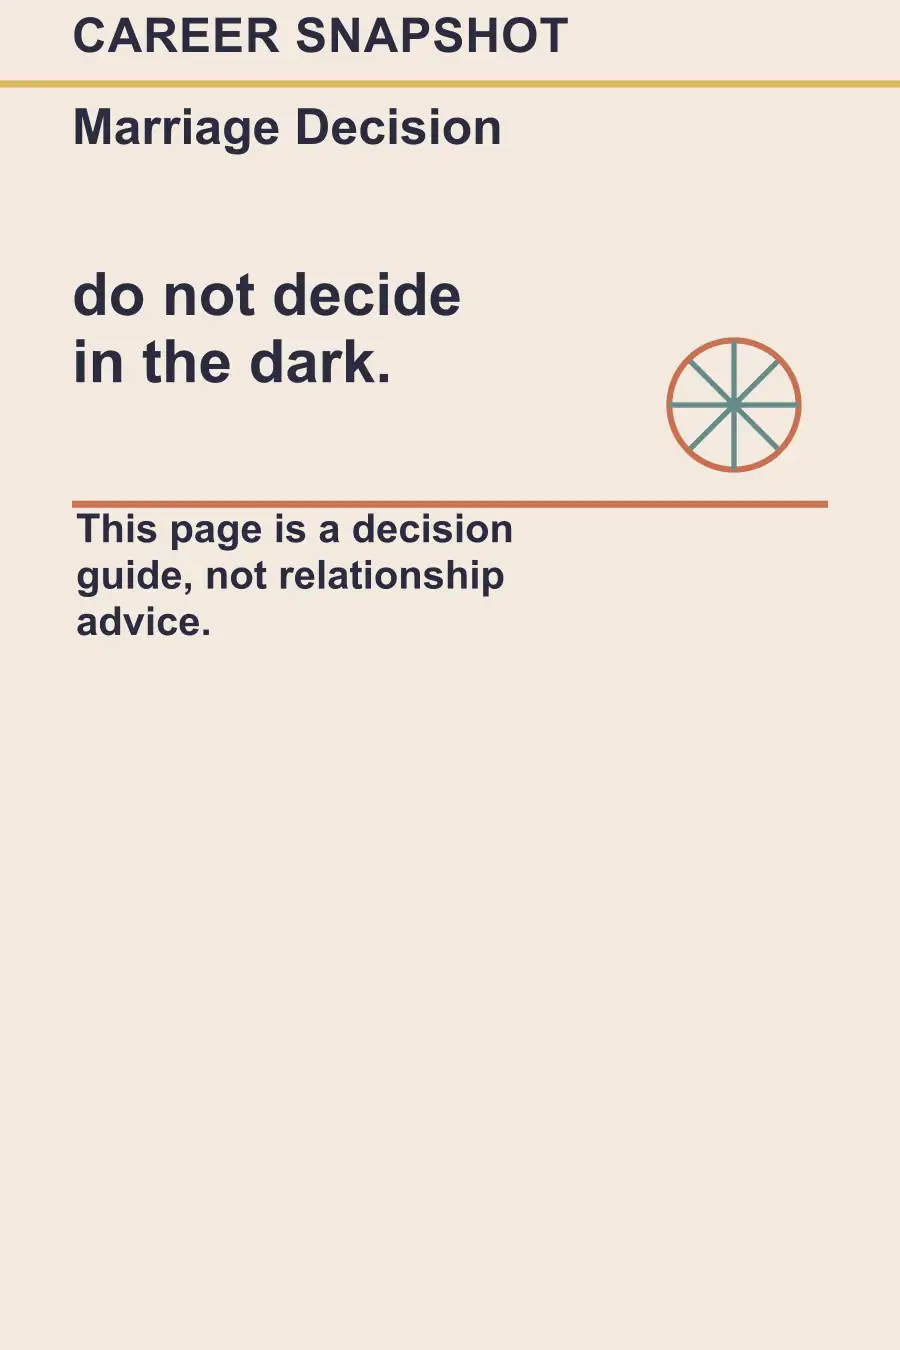 CAREER SNAPSHOT
Marriage Decision
do not decide
in the dark.
This page is a decision
guide, not relationship
advice.